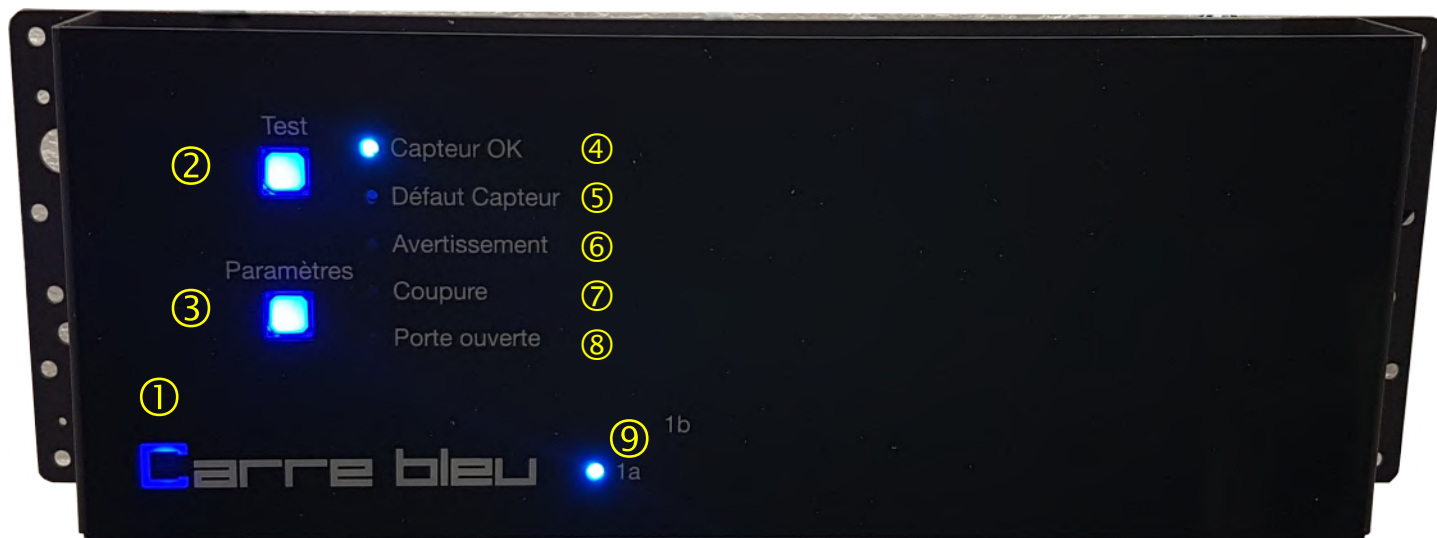 Test
② Capteur OK ④
Défaut Capteur ⑤
Avertissement ⑥
Paramètres
③ Coupure ⑦
Porte ouverte ⑧
①
1b
⑨
Carre bleu 1a